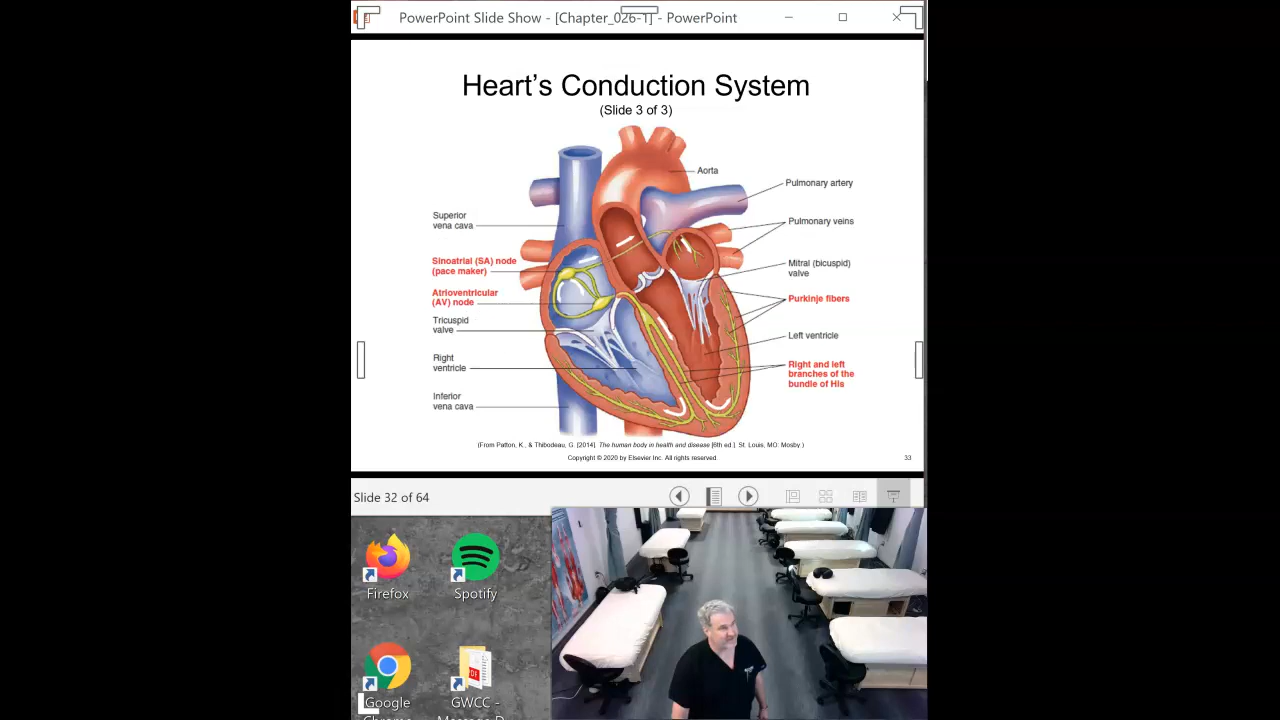 PowerPoint Slide Show - [Chapter_026-1] - PowerPoint
Heart's Conduction System
(Slide 3 of 3)
Aorta
Pulmonary artery
Superior
vena cava
Pulmonary veins
Sinoatrial (SA) node
(pace maker)
Mitral (bicuspid)
valve
Atrioventricular
(AV) node
Purkinje fibers
Tricuspid
valve
Left ventricle
Right
ventricle
Right and left
branches of the
bundle of His
Inferior
vena cava
(From Patton, K., & Thibodeau, G. [2014]. The human body in health and disease [6th ed.]. St. Louis, MO: Mosby.)
Copyright © 2020 by Elsevier Inc. All rights reserved.
33
Slide 32 of 64
Firefox
Spotify
Google
GWCC -